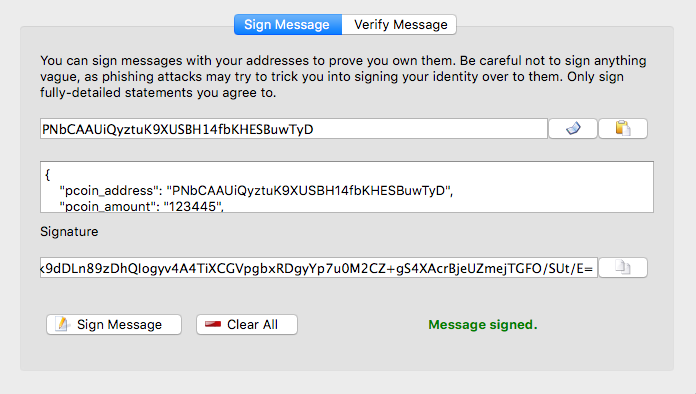 Sign Message Verify Message
You can sign messages with your addresses to prove you own them. Be careful not to sign anything
vague, as phishing attacks may try to trick you into signing your identity over to them. Only sign
fully-detailed statements you agree to.
PNbCAAUiQyztuK9XUSBH14fbKHESBuwTyD
{
"pcoin_address": "PNbCAAUiQyztuK9XUSBH14fbKHESBuwTyD",
"pcoin_amount": "123445",
Signature
k9dDLn89zDhQIogyv4A4TiXCGVpgbxRDgyYp7u0M2CZ+gS4XAcrBjeUZmejTGFO/SUt/E=
Sign Message Clear All Message signed.